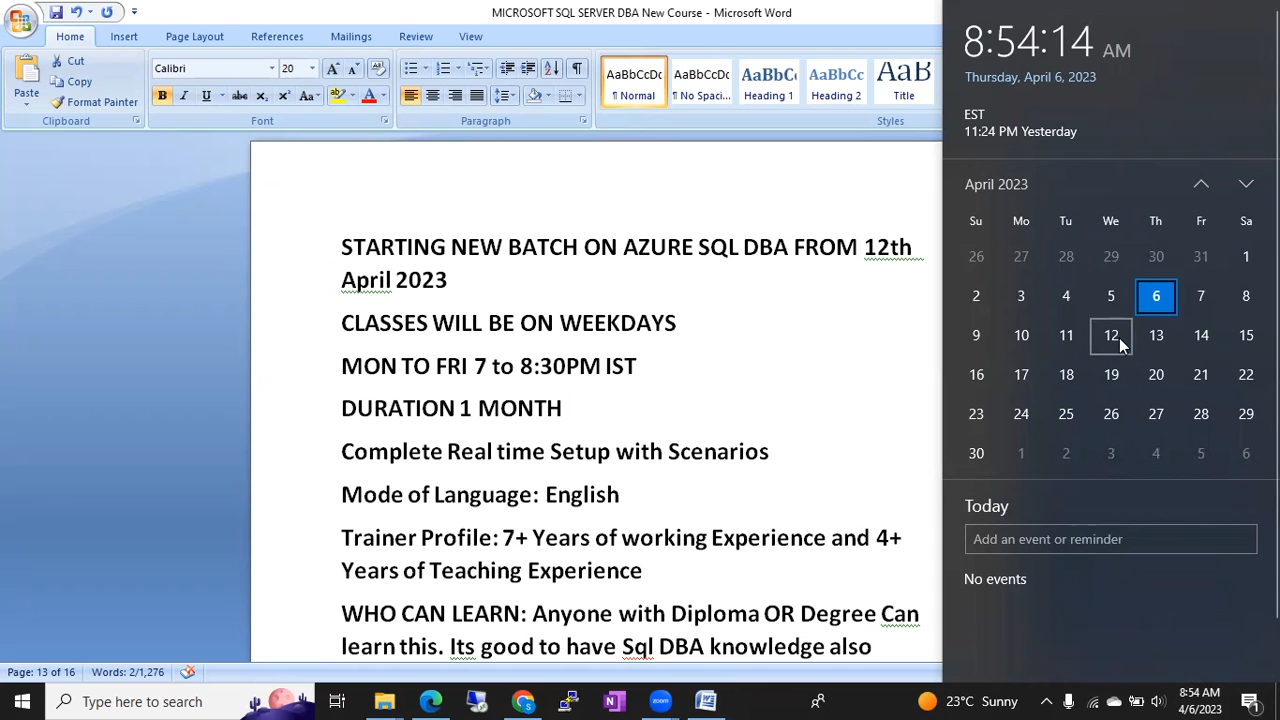 MICROSOFT SQL SERVER DBA New Course - Microsoft Word
Home Insert Page Layout References Mailings Review View
Paste Cut Copy Format Painter
Clipboard
Calibri 20
Font
Paragraph
AaBbCcDc AaBbCcDc AaBbCc AaBbCc AaB
¶ Normal ¶ No Spaci... Heading 1 Heading 2 Title
Styles
STARTING NEW BATCH ON AZURE SQL DBA FROM 12th
April 2023
CLASSES WILL BE ON WEEKDAYS
MON TO FRI 7 to 8:30PM IST
DURATION 1 MONTH
Complete Real time Setup with Scenarios
Mode of Language: English
Trainer Profile: 7+ Years of working Experience and 4+
Years of Teaching Experience
WHO CAN LEARN: Anyone with Diploma OR Degree Can
learn this. Its good to have Sql DBA knowledge also
8:54:14 AM
Thursday, April 6, 2023
EST
11:24 PM Yesterday
April 2023
Su Mo Tu We Th Fr Sa
26 27 28 29 30 31 1
2 3 4 5 6 7 8
9 10 11 12 13 14 15
16 17 18 19 20 21 22
23 24 25 26 27 28 29
30 1 2 3 4 5 6
Today
Add an event or reminder
No events
Page: 13 of 16 Words: 2/1,276
Type here to search
zoom
23°C Sunny
8:54 AM
4/6/2023
1